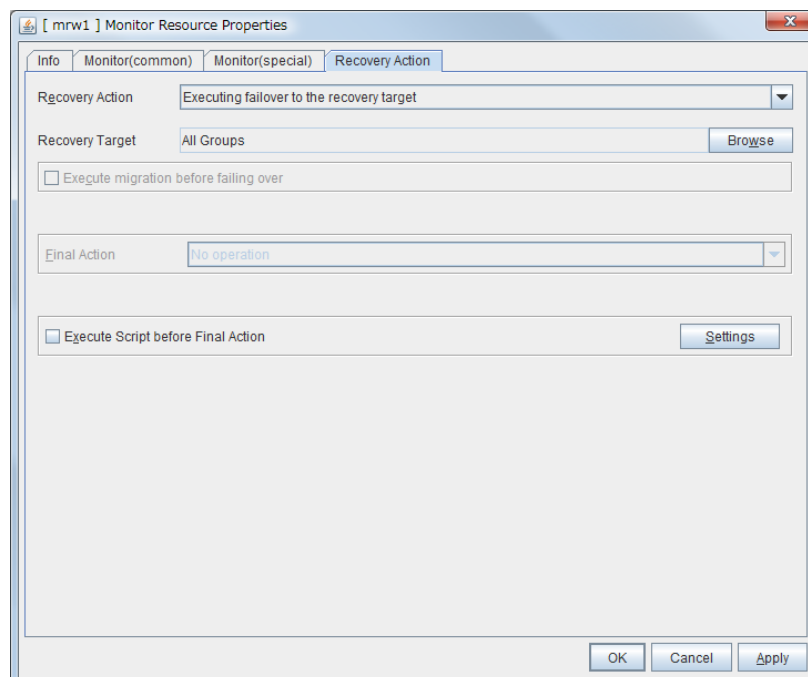 [ mrw1 ] Monitor Resource Properties
Info Monitor(common) Monitor(special) Recovery Action
Recovery Action Executing failover to the recovery target
Recovery Target All Groups Browse
Execute migration before failing over
Final Action No operation
Execute Script before Final Action Settings
OK Cancel Apply